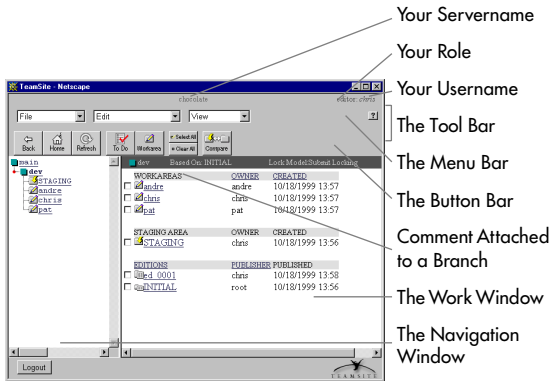 Your Servername
Your Role
Your Username
The Tool Bar
The Menu Bar
The Button Bar
Comment Attached
to a Branch
The Work Window
The Navigation
Window
TeamSite - Netscape
chocolate
editor: chris
File
Edit
View
?
Back
Home
Refresh
To Do
Workarea
Select All
Clear All
Compare
main
dev
STAGING
andre
chris
pat
dev Based On: INITIAL Lock Model:Submit Locking
WORKAREAS OWNER CREATED
andre andre 10/18/1999 13:57
chris chris 10/18/1999 13:57
pat pat 10/18/1999 13:57
STAGING AREA OWNER CREATED
STAGING chris 10/18/1999 13:56
EDITIONS PUBLISHER PUBLISHED
ed_0001 chris 10/18/1999 13:58
INITIAL root 10/18/1999 13:56
Logout
TEAMSITE